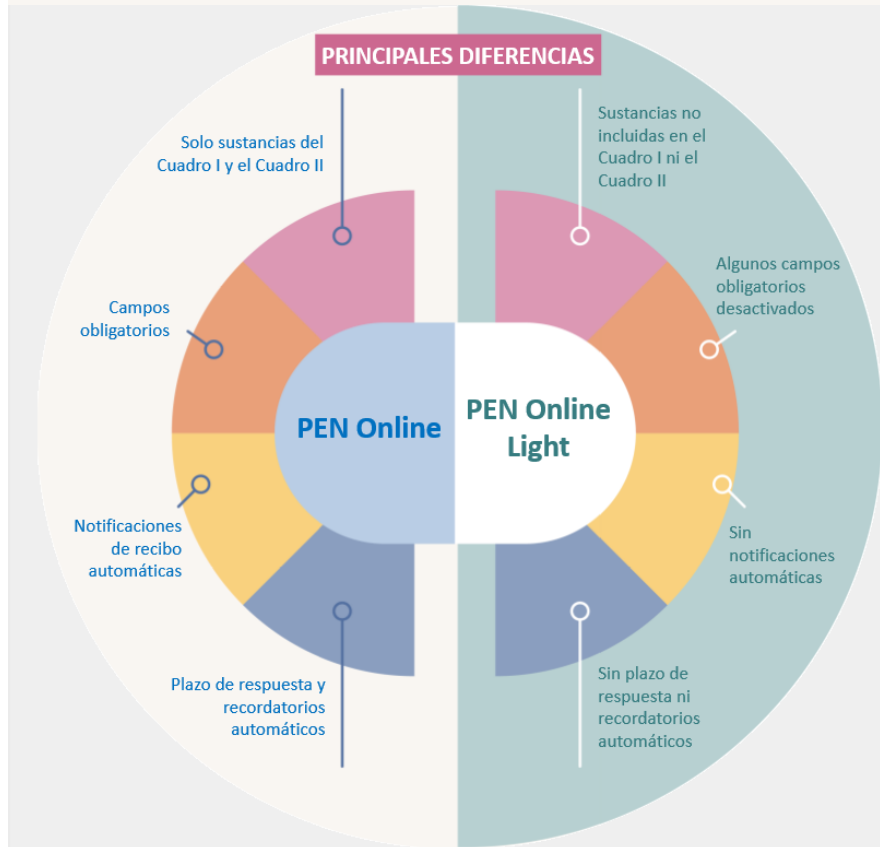 PRINCIPALES DIFERENCIAS
Solo sustancias del
Cuadro I y el Cuadro II
Campos
obligatorios
PEN Online
Notificaciones
de recibo
automáticas
Plazo de respuesta y
recordatorios
automáticos
Sustancias no
incluidas en el
Cuadro I ni el
Cuadro II
Algunos campos
obligatorios
desactivados
PEN Online
Light
Sin
notificaciones
automáticas
Sin plazo de
respuesta ni
recordatorios
automáticos